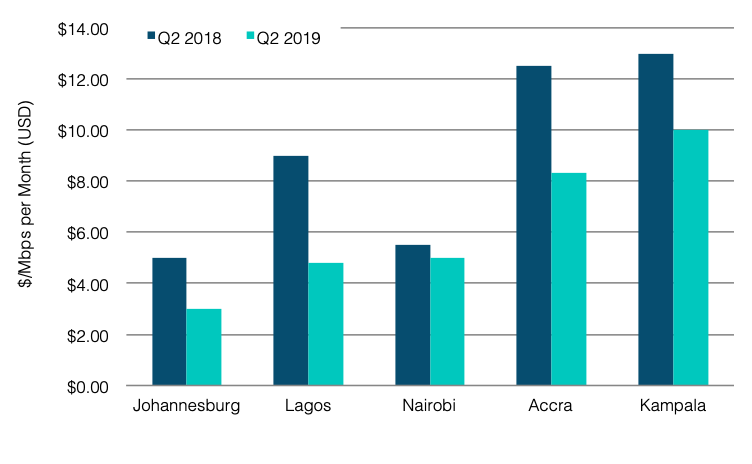 $14.00
Q2 2018 Q2 2019
$12.00
$10.00
$8.00
$6.00
$4.00
$2.00
$0.00
$/Mbps per Month (USD)
Johannesburg Lagos Nairobi Accra Kampala